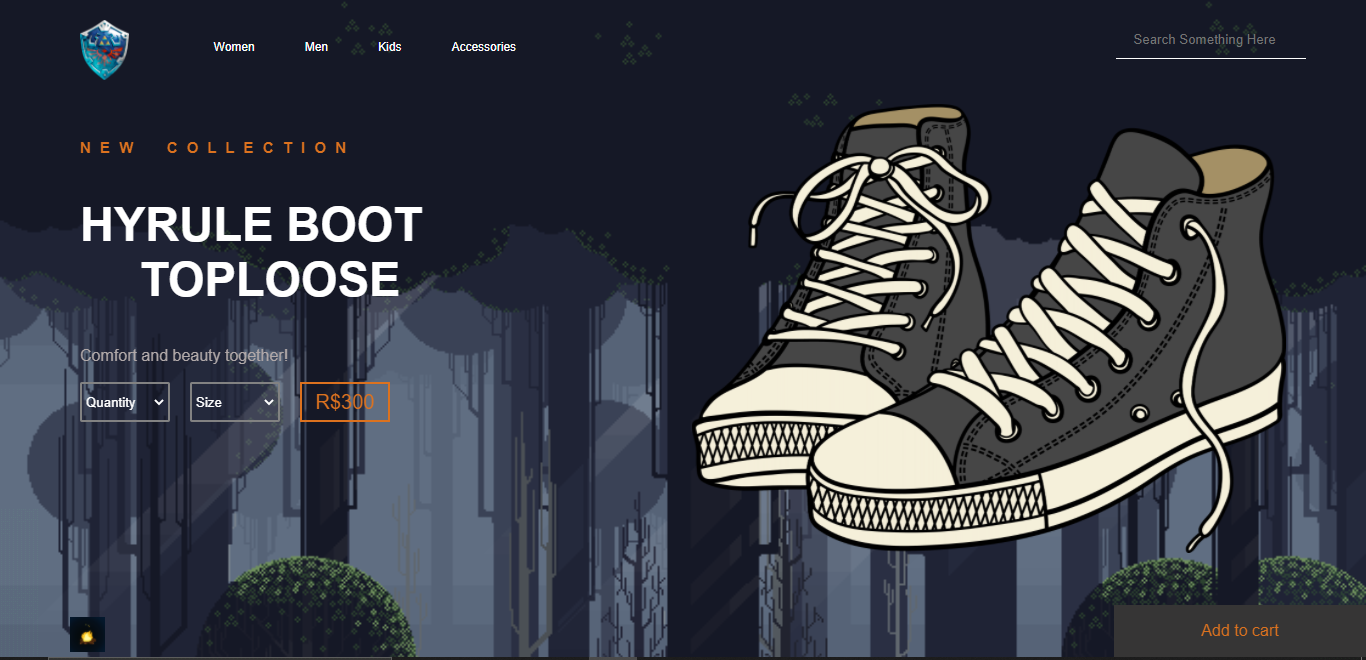 Women Men Kids Accessories Search Something Here
NEW COLLECTION
HYRULE BOOT
TOPLOOSE
Comfort and beauty together!
Quantity Size R$300
Add to cart